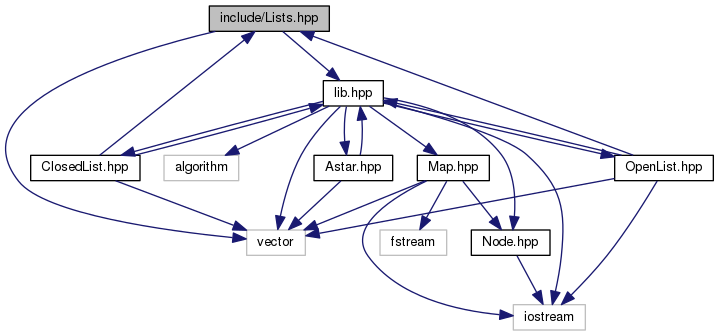 include/Lists.hpp
lib.hpp
ClosedList.hpp
algorithm
Astar.hpp
Map.hpp
OpenList.hpp
vector
fstream
Node.hpp
iostream